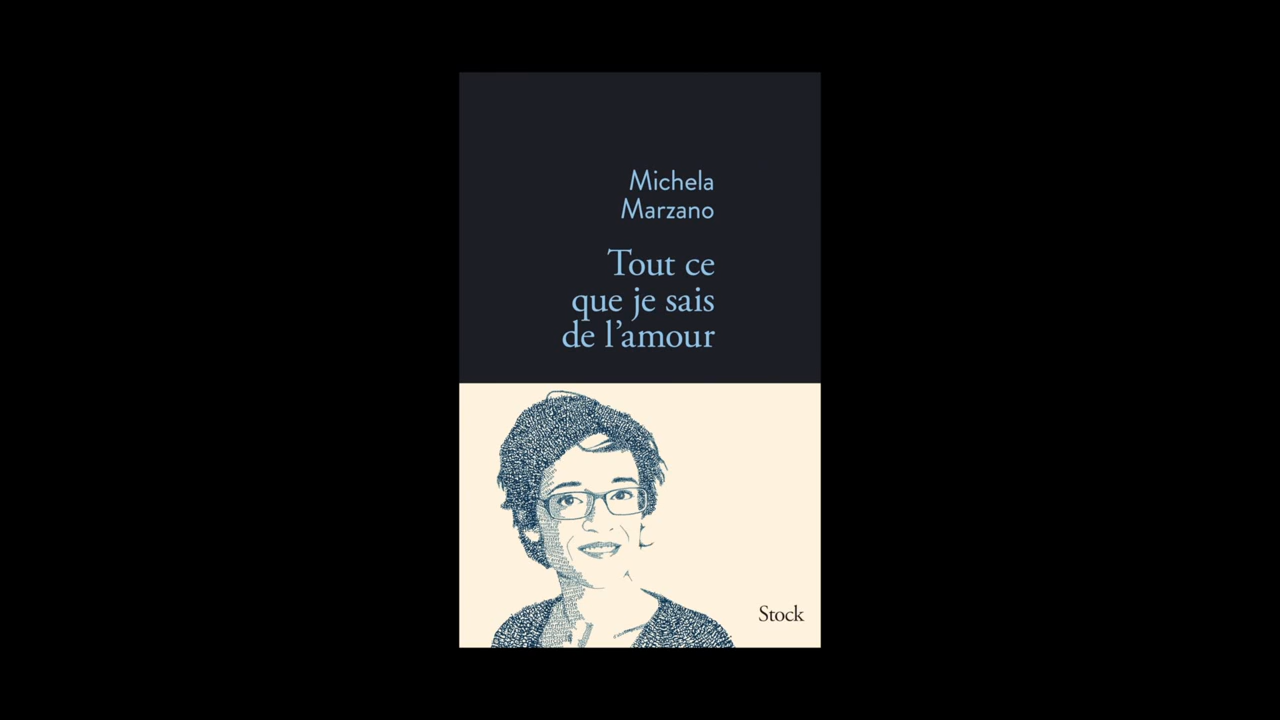 Michela
Marzano
Tout ce
que je sais
de l’amour
Stock